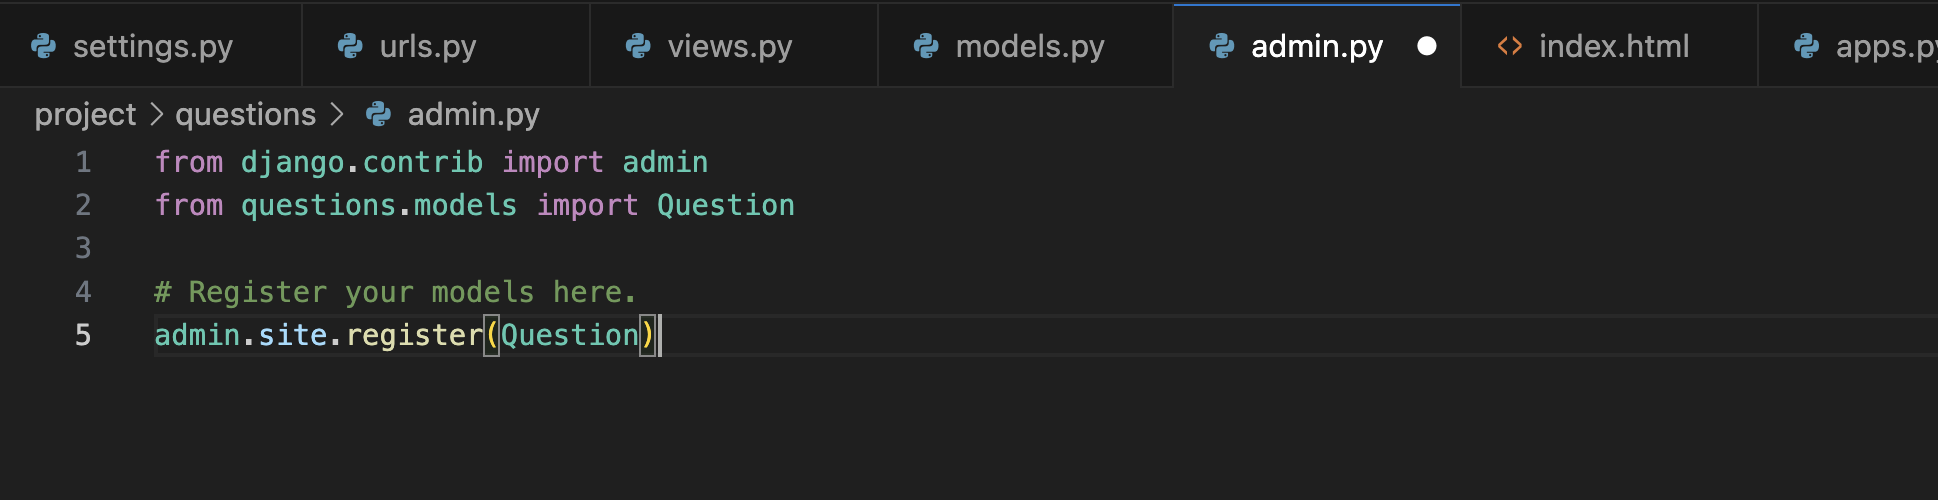 settings.py urls.py views.py models.py admin.py index.html apps.py
project > questions > admin.py
1 from django.contrib import admin
2 from questions.models import Question
3
4 # Register your models here.
5 admin.site.register(Question)